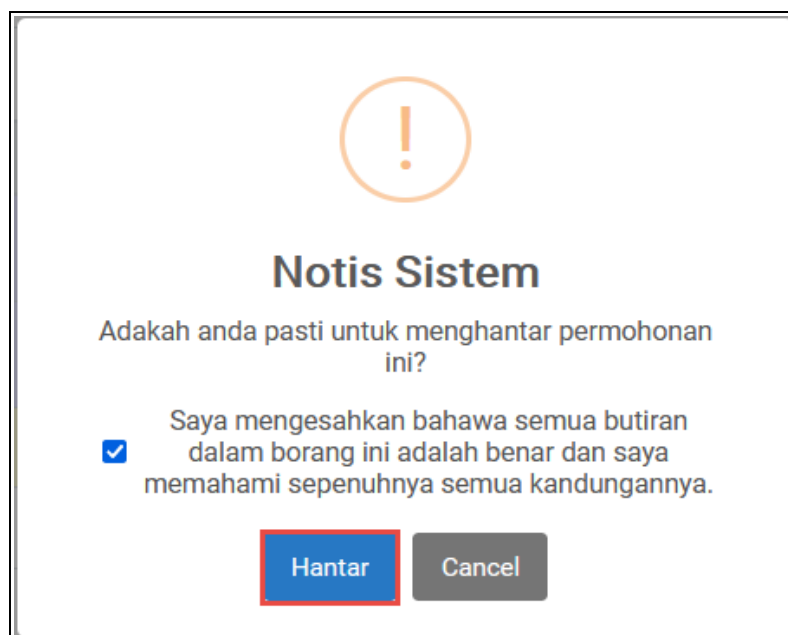 !
Notis Sistem
Adakah anda pasti untuk menghantar permohonan
ini?
Saya mengesahkan bahawa semua butiran
dalam borang ini adalah benar dan saya
memahami sepenuhnya semua kandungannya.
Hantar Cancel